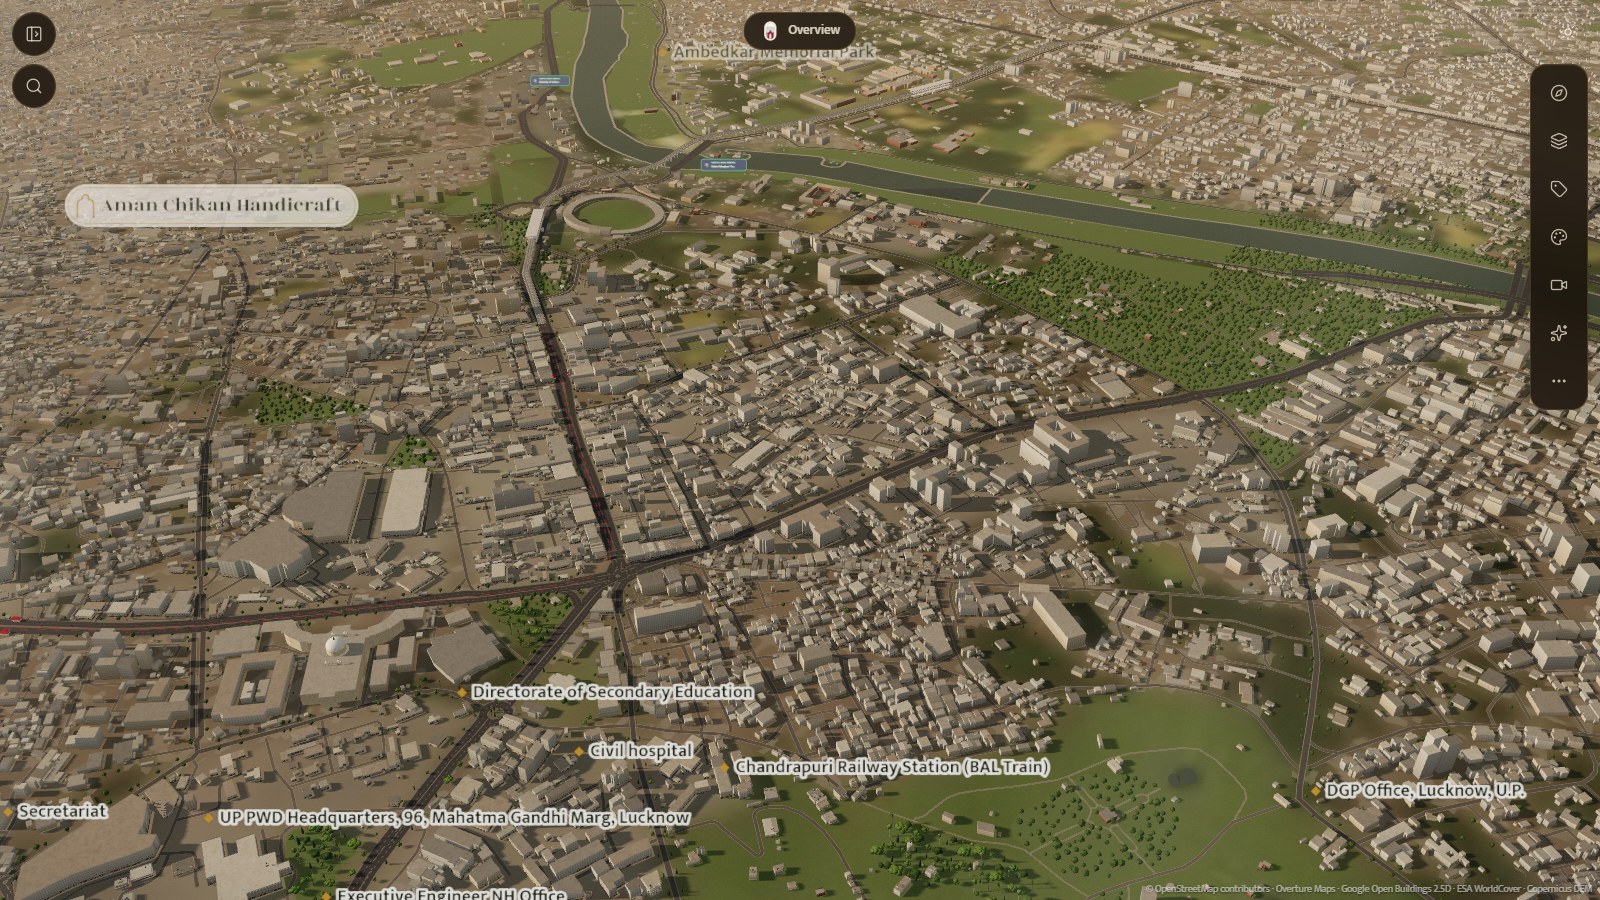 Overview
Ambedkar Memorial Park
Aman Chikan Handicraft
Directorate of Secondary Education
Civil hospital
Chandrapuri Railway Station (BAL Train)
DGP Office, Lucknow, U.P.
Secretariat
UP PWD Headquarters, 96, Mahatma Gandhi Marg, Lucknow
Executive Engineer NH Office
© OpenStreetMap contributors · Overture Maps · Google Open Buildings 2.5D · ESA WorldCover · Copernicus DEM